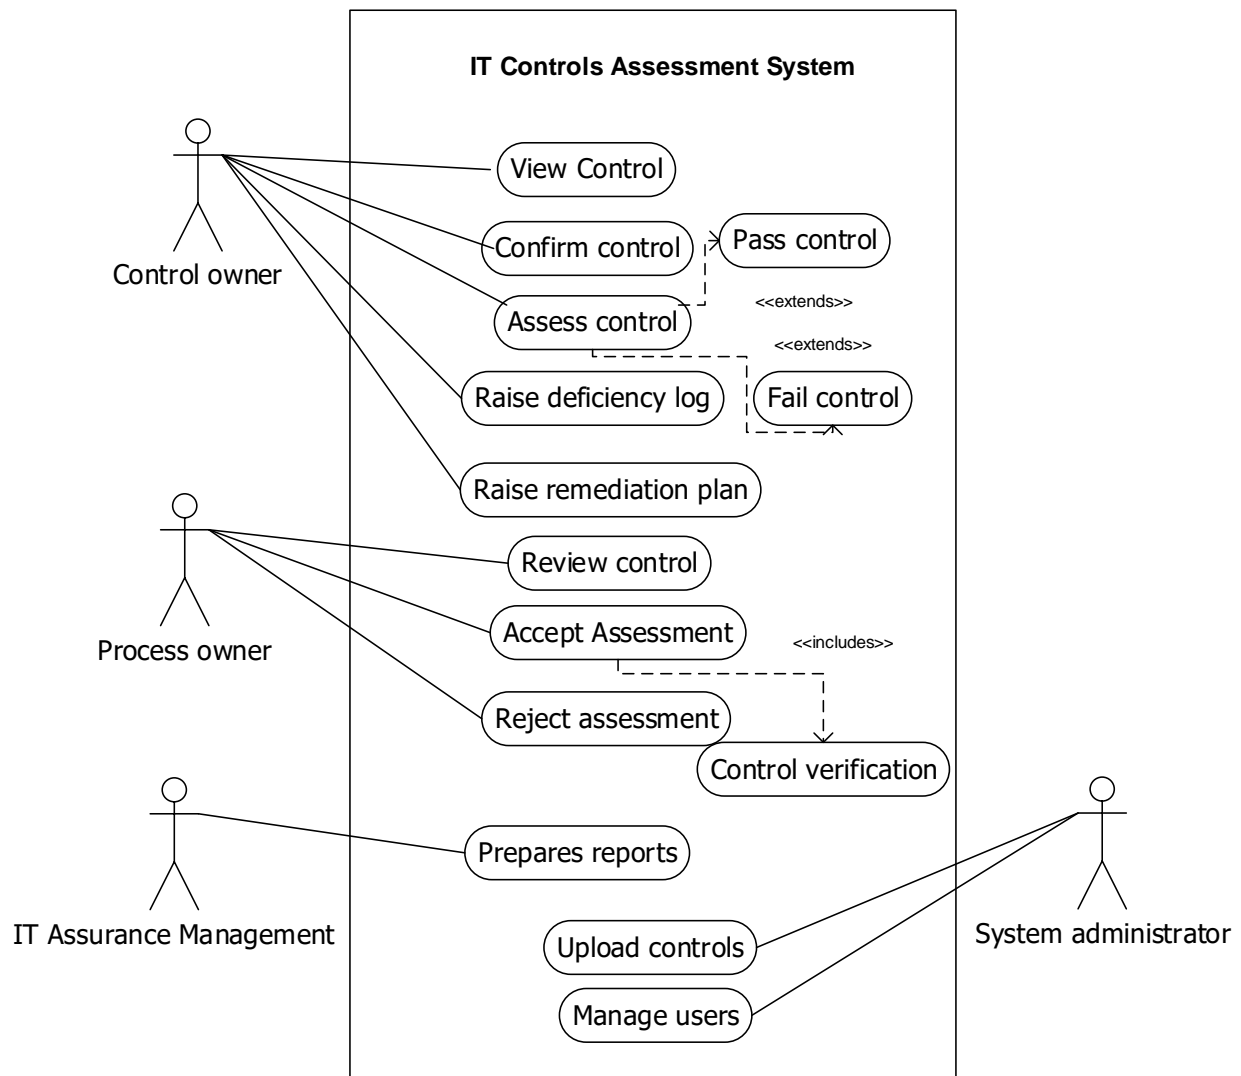 IT Controls Assessment System
View Control
Pass control
Confirm control
Control owner
<<extends>>
Assess control
<<extends>>
Raise deficiency log
Fail control
Raise remediation plan
Review control
Accept Assessment
<<includes>>
Process owner
Reject assessment
Control verification
Prepares reports
IT Assurance Management
System administrator
Upload controls
Manage users